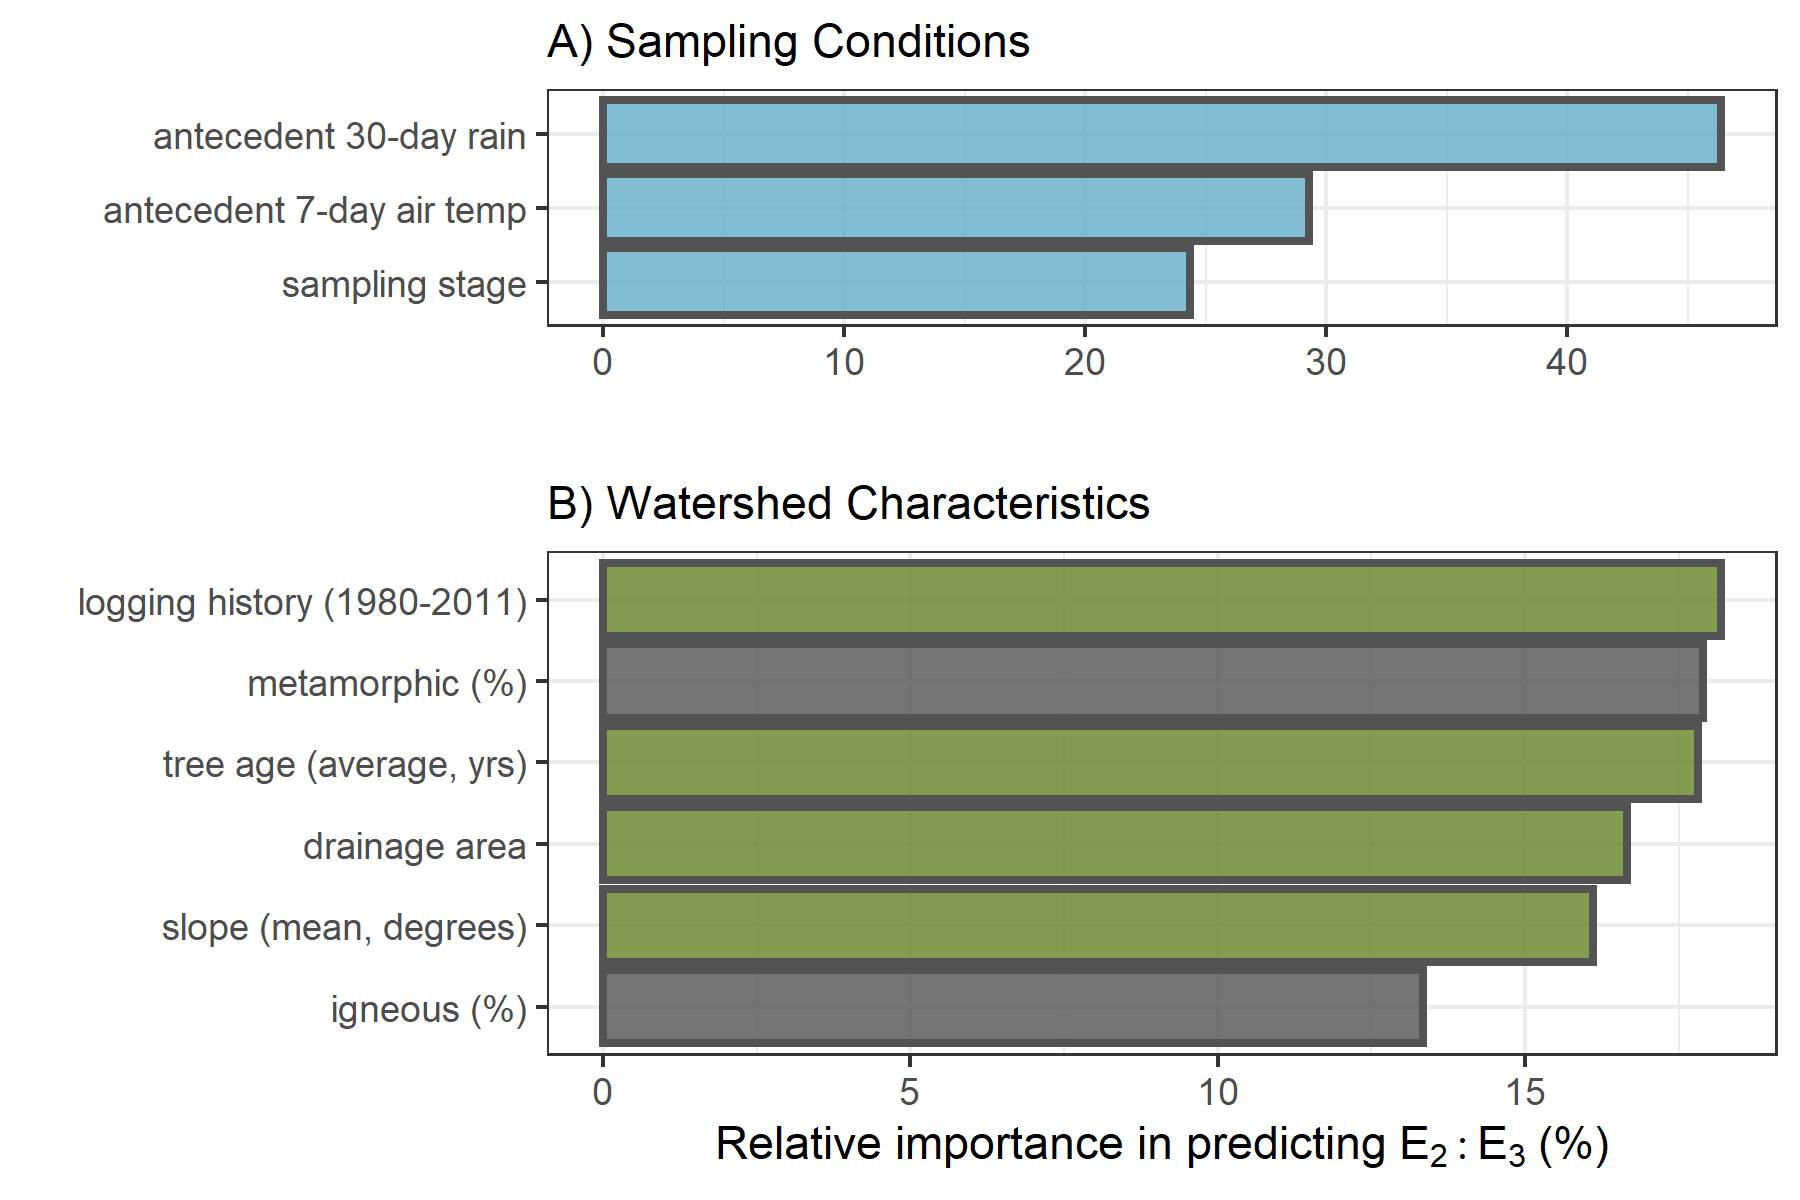 A) Sampling Conditions
antecedent 30-day rain
antecedent 7-day air temp
sampling stage
0 10 20 30 40
B) Watershed Characteristics
logging history (1980-2011)
metamorphic (%)
tree age (average, yrs)
drainage area
slope (mean, degrees)
igneous (%)
0 5 10 15
Relative importance in predicting E₂ : E₃ (%)